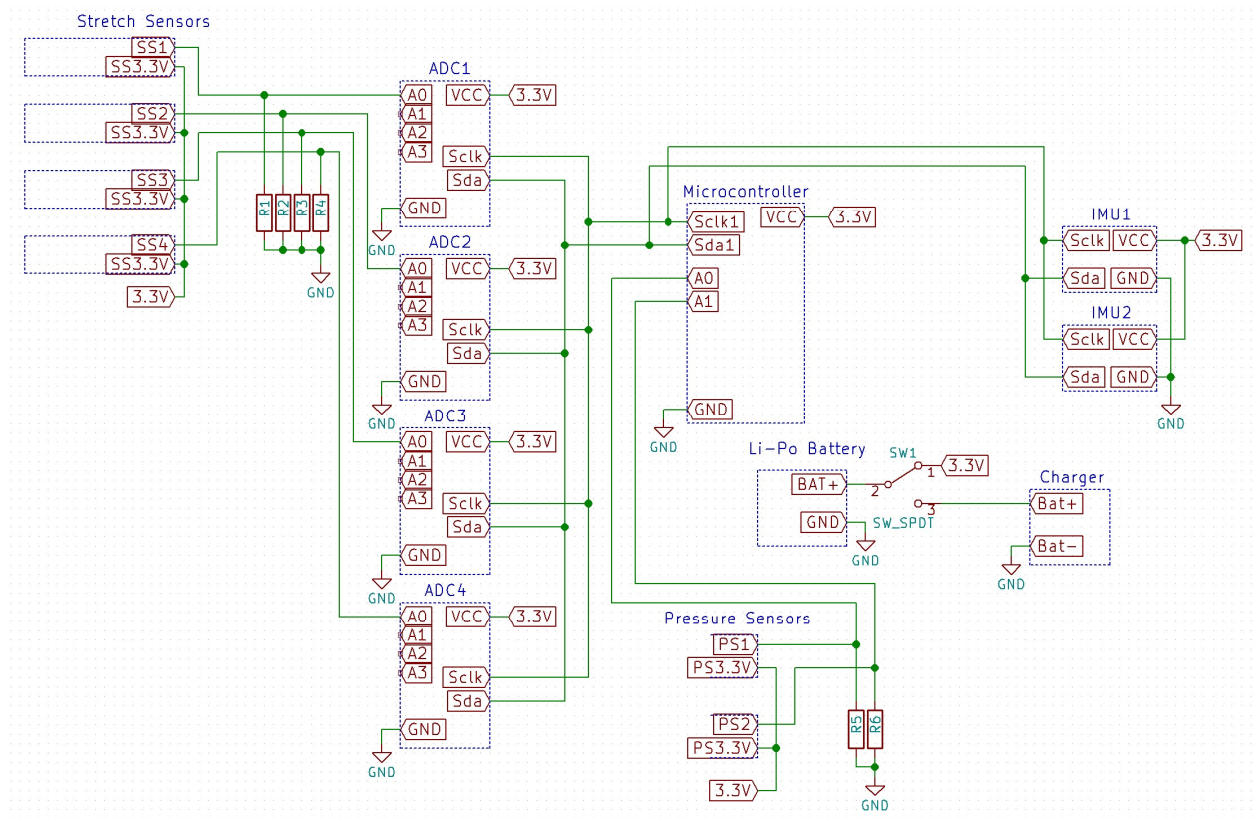 Stretch Sensors
SS1
SS3.3V
SS2
SS3.3V
SS3
SS3.3V
SS4
SS3.3V
3.3V
R1
R2
R3
R4
GND
ADC1
A0
VCC
3.3V
A1
A2
A3
Sclk
Sda
GND
GND
ADC2
A0
VCC
3.3V
A1
A2
A3
Sclk
Sda
GND
GND
ADC3
A0
VCC
3.3V
A1
A2
A3
Sclk
Sda
GND
GND
ADC4
A0
VCC
3.3V
A1
A2
A3
Sclk
Sda
GND
GND
Microcontroller
VCC
3.3V
Sclk1
Sda1
A0
A1
GND
GND
IMU1
Sclk
VCC
3.3V
Sda
GND
IMU2
Sclk
VCC
Sda
GND
GND
Li-Po Battery
BAT+
GND
GND
SW1
1
2
3
3.3V
SW_SPDT
Charger
Bat+
Bat-
GND
Pressure Sensors
PS1
PS3.3V
PS2
PS3.3V
3.3V
R5
R6
GND